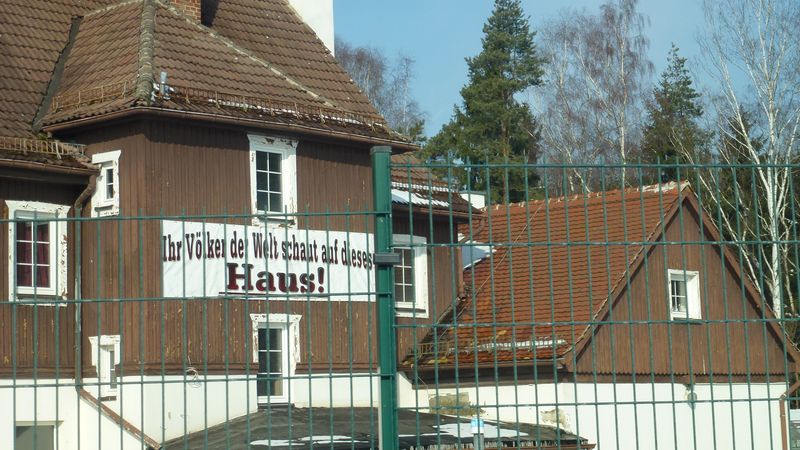 Ihr Völker der Welt schaut auf dieses
Haus!